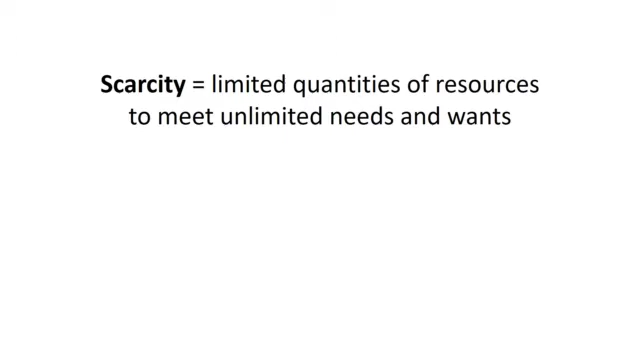 Scarcity = limited quantities of resources
to meet unlimited needs and wants